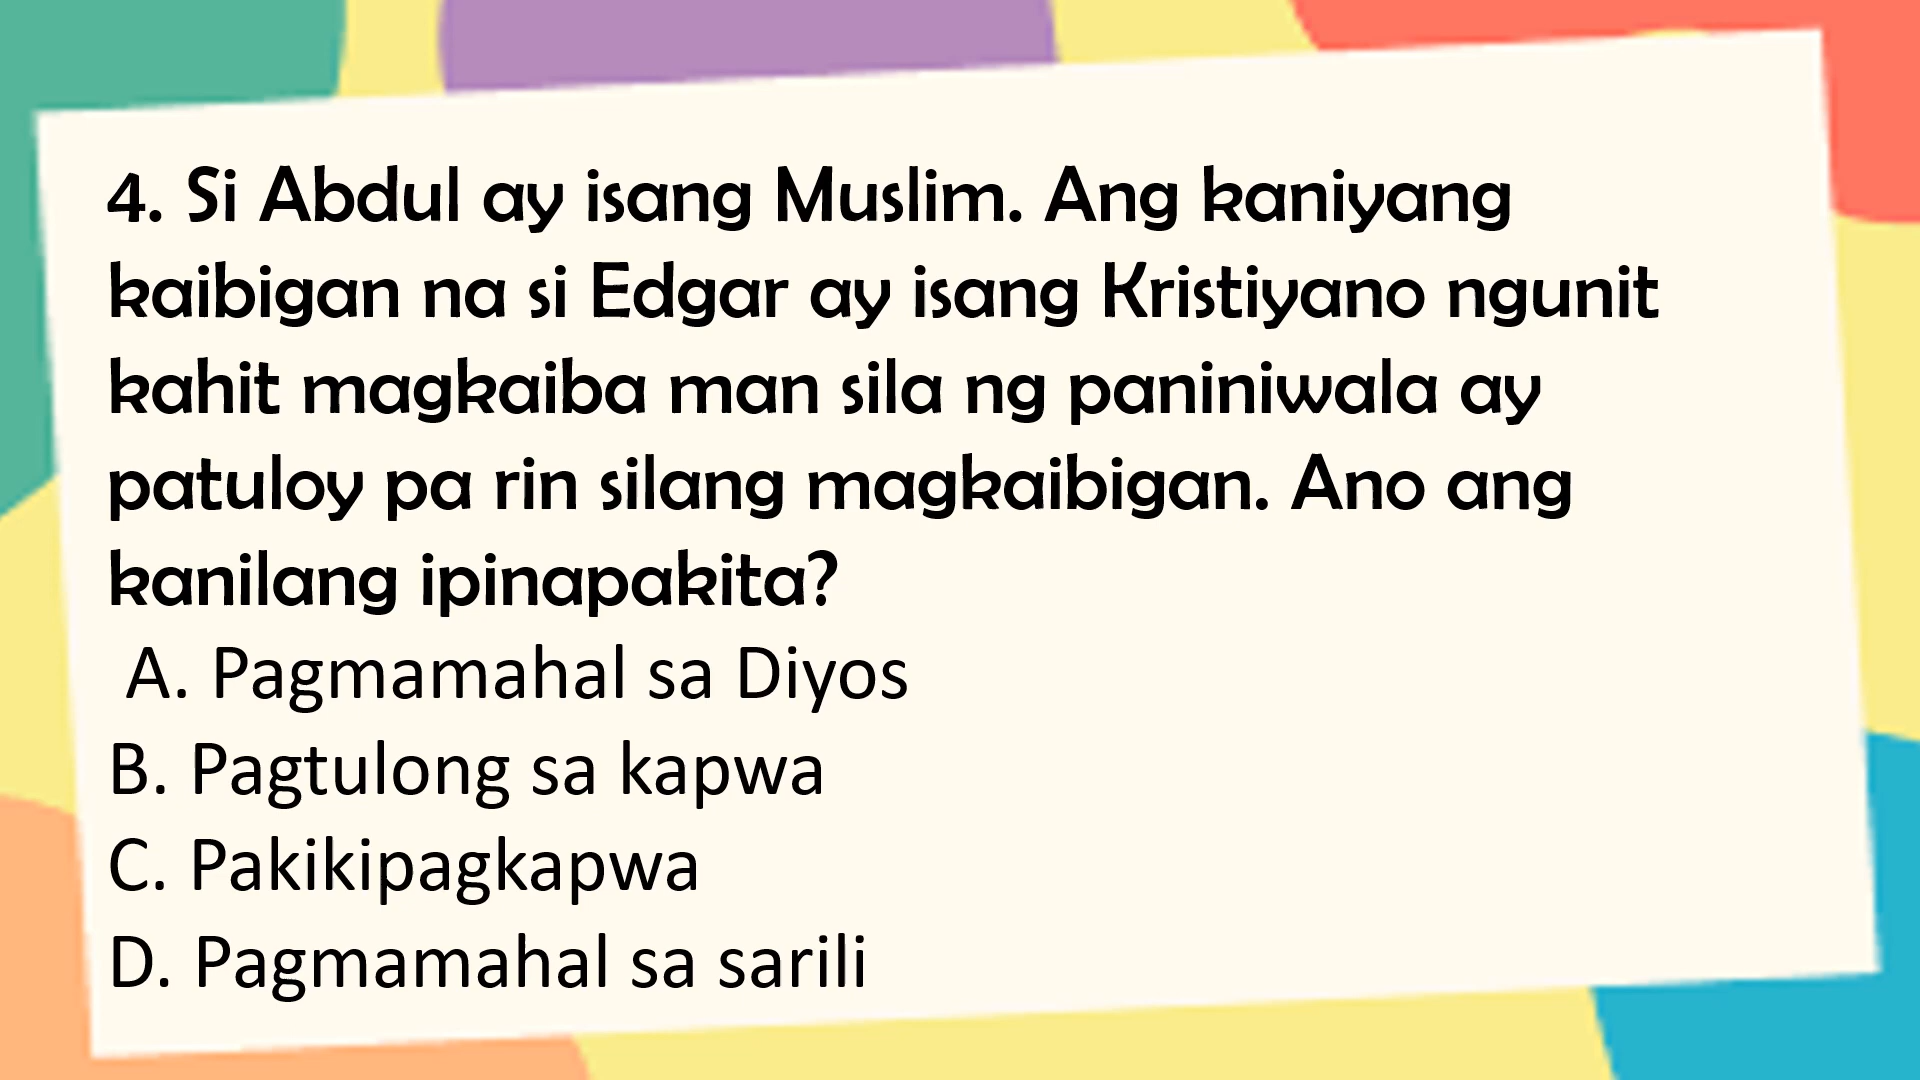 4. Si Abdul ay isang Muslim. Ang kaniyang
kaibigan na si Edgar ay isang Kristiyano ngunit
kahit magkaiba man sila ng paniniwala ay
patuloy pa rin silang magkaibigan. Ano ang
kanilang ipinapakita?
A. Pagmamahal sa Diyos
B. Pagtulong sa kapwa
C. Pakikipagkapwa
D. Pagmamahal sa sarili